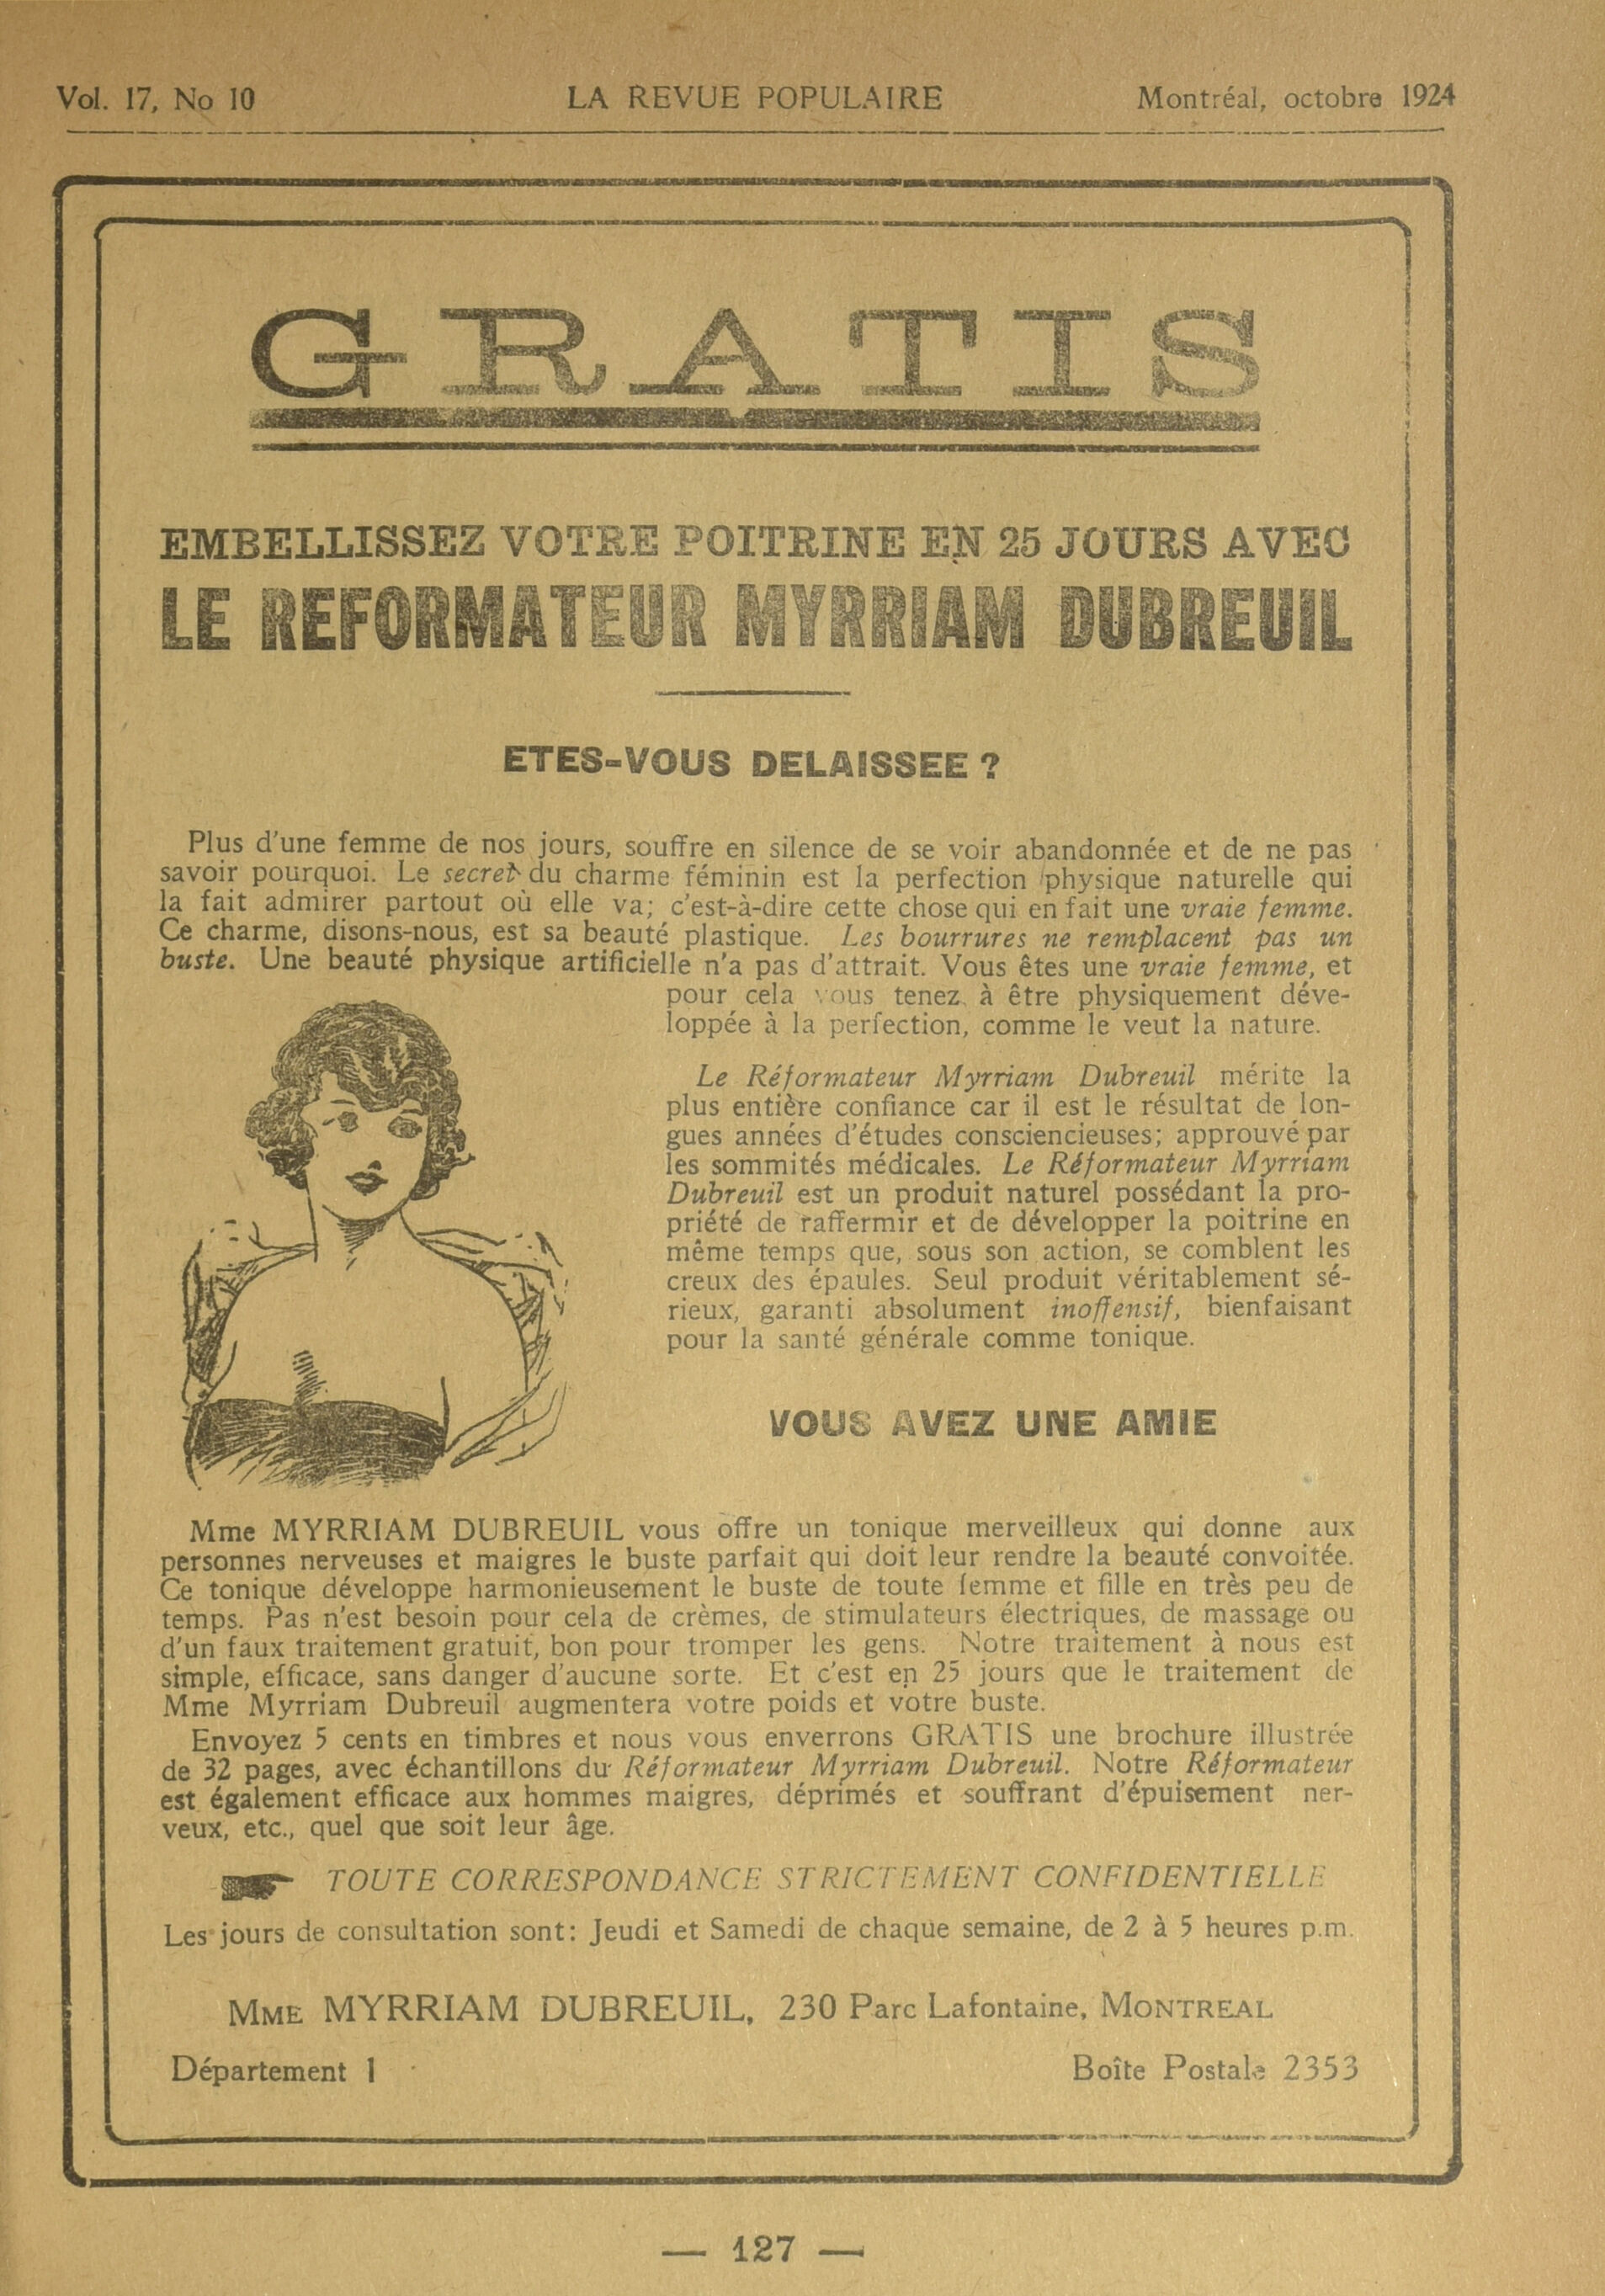 Vol. 17, No 10 LA REVUE POPULAIRE Montréal, octobre 1924
GRATIS
EMBELLISSEZ VOTRE POITRINE EN 25 JOURS AVEC
LE REFORMATEUR MYRRIAM DUBREUIL
ETES-VOUS DELAISSEE ?
Plus d'une femme de nos jours, souffre en silence de se voir abandonnée et de ne pas
savoir pourquoi. Le secret du charme féminin est la perfection physique naturelle qui
la fait admirer partout où elle va; c'est-à-dire cette chose qui en fait une vraie femme.
Ce charme, disons-nous, est sa beauté plastique. Les bourrures ne remplacent pas un
buste. Une beauté physique artificielle n'a pas d'attrait. Vous êtes une vraie femme, et
pour cela vous tenez à être physiquement déve-
loppée à la perfection, comme le veut la nature.
Le Réformateur Myrriam Dubreuil mérite la
plus entière confiance car il est le résultat de lon-
gues années d'études consciencieuses; approuvé par
les sommités médicales. Le Réformateur Myrriam
Dubreuil est un produit naturel possédant la pro-
priété de raffermir et de développer la poitrine en
même temps que, sous son action, se comblent les
creux des épaules. Seul produit véritablement sé-
rieux, garanti absolument inoffensif, bienfaisant
pour la santé générale comme tonique.
VOUS AVEZ UNE AMIE
Mme MYRRIAM DUBREUIL vous offre un tonique merveilleux qui donne aux
personnes nerveuses et maigres le buste parfait qui doit leur rendre la beauté convoitée.
Ce tonique développe harmonieusement le buste de toute femme et fille en très peu de
temps. Pas n'est besoin pour cela de crèmes, de stimulateurs électriques, de massage ou
d'un faux traitement gratuit, bon pour tromper les gens. Notre traitement à nous est
simple, efficace, sans danger d'aucune sorte. Et c'est en 25 jours que le traitement de
Mme Myrriam Dubreuil augmentera votre poids et votre buste.
Envoyez 5 cents en timbres et nous vous enverrons GRATIS une brochure illustrée
de 32 pages, avec échantillons du Réformateur Myrriam Dubreuil. Notre Réformateur
est également efficace aux hommes maigres, déprimés et souffrant d'épuisement ner-
veux, etc., quel que soit leur âge.
TOUTE CORRESPONDANCE STRICTEMENT CONFIDENTIELLE
Les jours de consultation sont: Jeudi et Samedi de chaque semaine, de 2 à 5 heures p.m.
MME MYRRIAM DUBREUIL, 230 Parc Lafontaine, MONTREAL
Département 1 Boîte Postale 2353
— 127 —